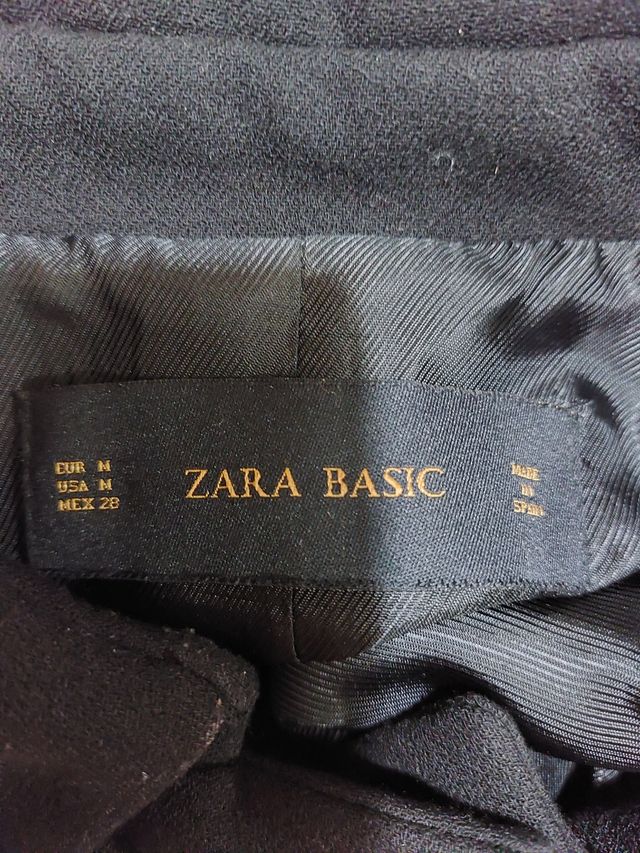 EUR M
USA M
MEX 28
ZARA BASIC
MADE
IN
SPAIN